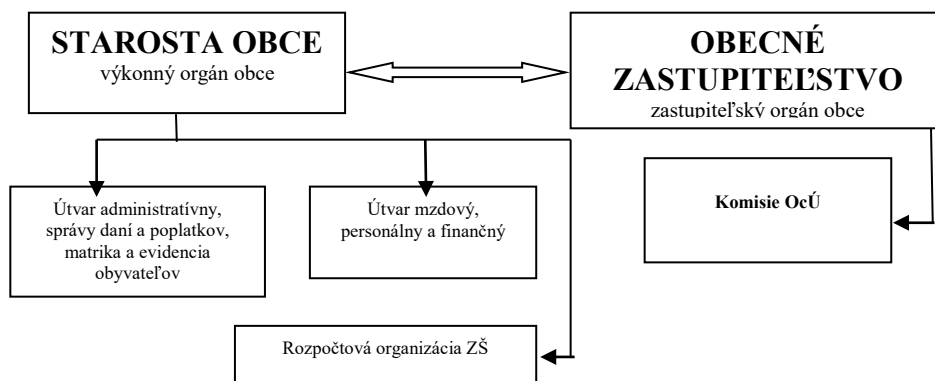 STAROSTA OBCE
výkonný orgán obce
OBECNÉ
ZASTUPITEĽSTVO
zastupiteľský orgán obce
Útvar administratívny,
správy daní a poplatkov,
matrika a evidencia
obyvateľov
Útvar mzdový,
personálny a finančný
Komisie OcÚ
Rozpočtová organizácia ZŠ